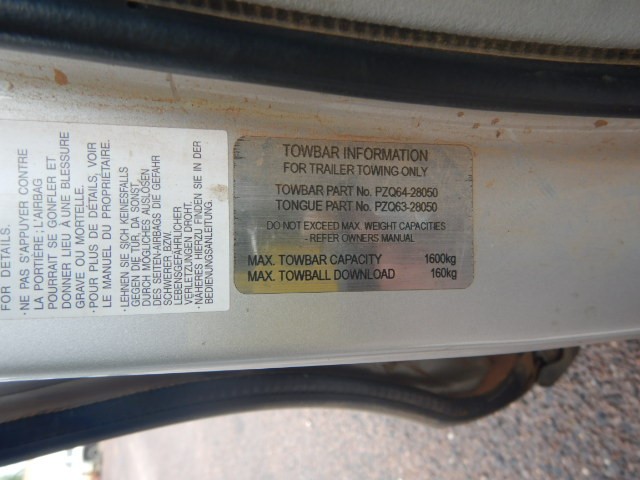 FOR DETAILS.
• NE PAS S'APPUYER CONTRE
LA PORTIÈRE : L'AIRBAG
POURRAIT SE GONFLER ET
DONNER LIEU À UNE BLESSURE
GRAVE OU MORTELLE.
• POUR PLUS DE DÉTAILS, VOIR
LE MANUEL DU PROPRIÉTAIRE.
• LEHNEN SIE SICH KEINESFALLS
GEGEN DIE TÜR, DA SONST
DURCH MÖGLICHES AUSLÖSEN
DES SEITEN-AIRBAGS DIE GEFAHR
SCHWERER BZW.
LEBENSGEFÄHRLICHER
VERLETZUNGEN DROHT.
• NÄHERES HIERZU FINDEN SIE IN DER
BEDIENUNGSANLEITUNG.
TOWBAR INFORMATION
FOR TRAILER TOWING ONLY
TOWBAR PART No. PZQ64-28050
TONGUE PART No. PZQ63-28050
DO NOT EXCEED MAX. WEIGHT CAPACITIES
- REFER OWNERS MANUAL
MAX. TOWBAR CAPACITY 1600kg
MAX. TOWBALL DOWNLOAD 160kg